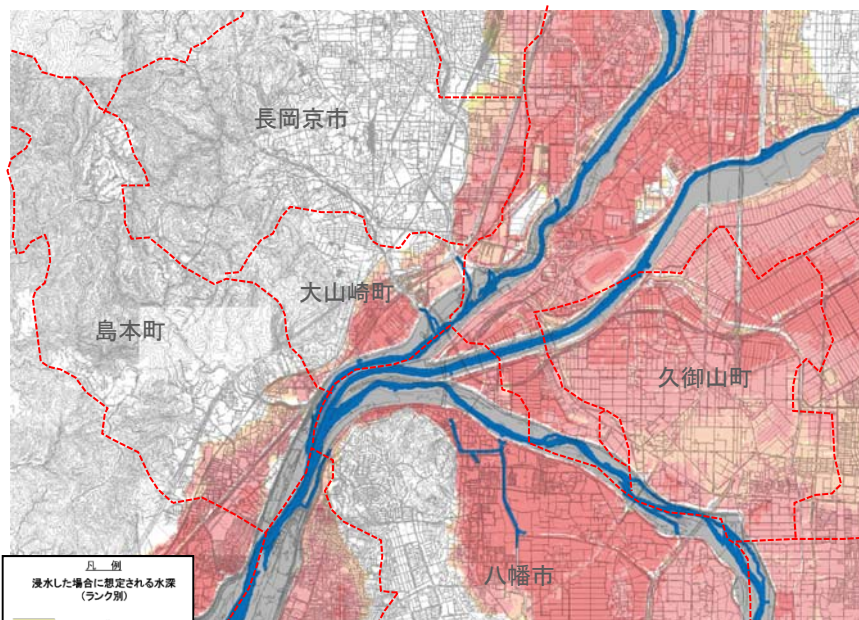 長岡京市
大山崎町
島本町
久御山町
八幡市
凡 例
浸水した場合に想定される水深
(ランク別)